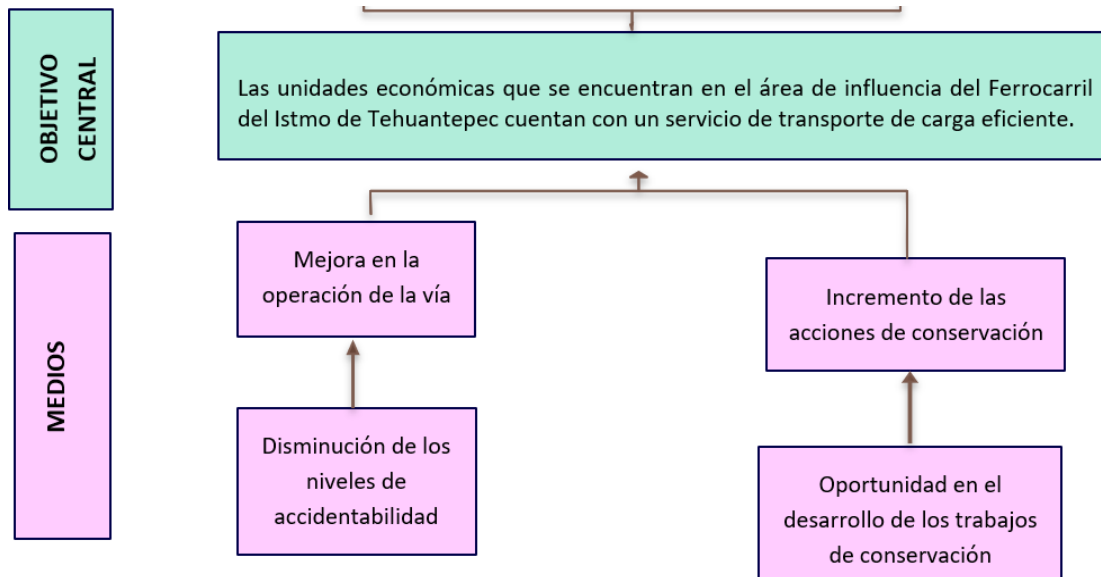 OBJETIVO
CENTRAL
Las unidades económicas que se encuentran en el área de influencia del Ferrocarril
del Istmo de Tehuantepec cuentan con un servicio de transporte de carga eficiente.
MEDIOS
Mejora en la
operación de la vía
Incremento de las
acciones de conservación
Disminución de los
niveles de
accidentabilidad
Oportunidad en el
desarrollo de los trabajos
de conservación